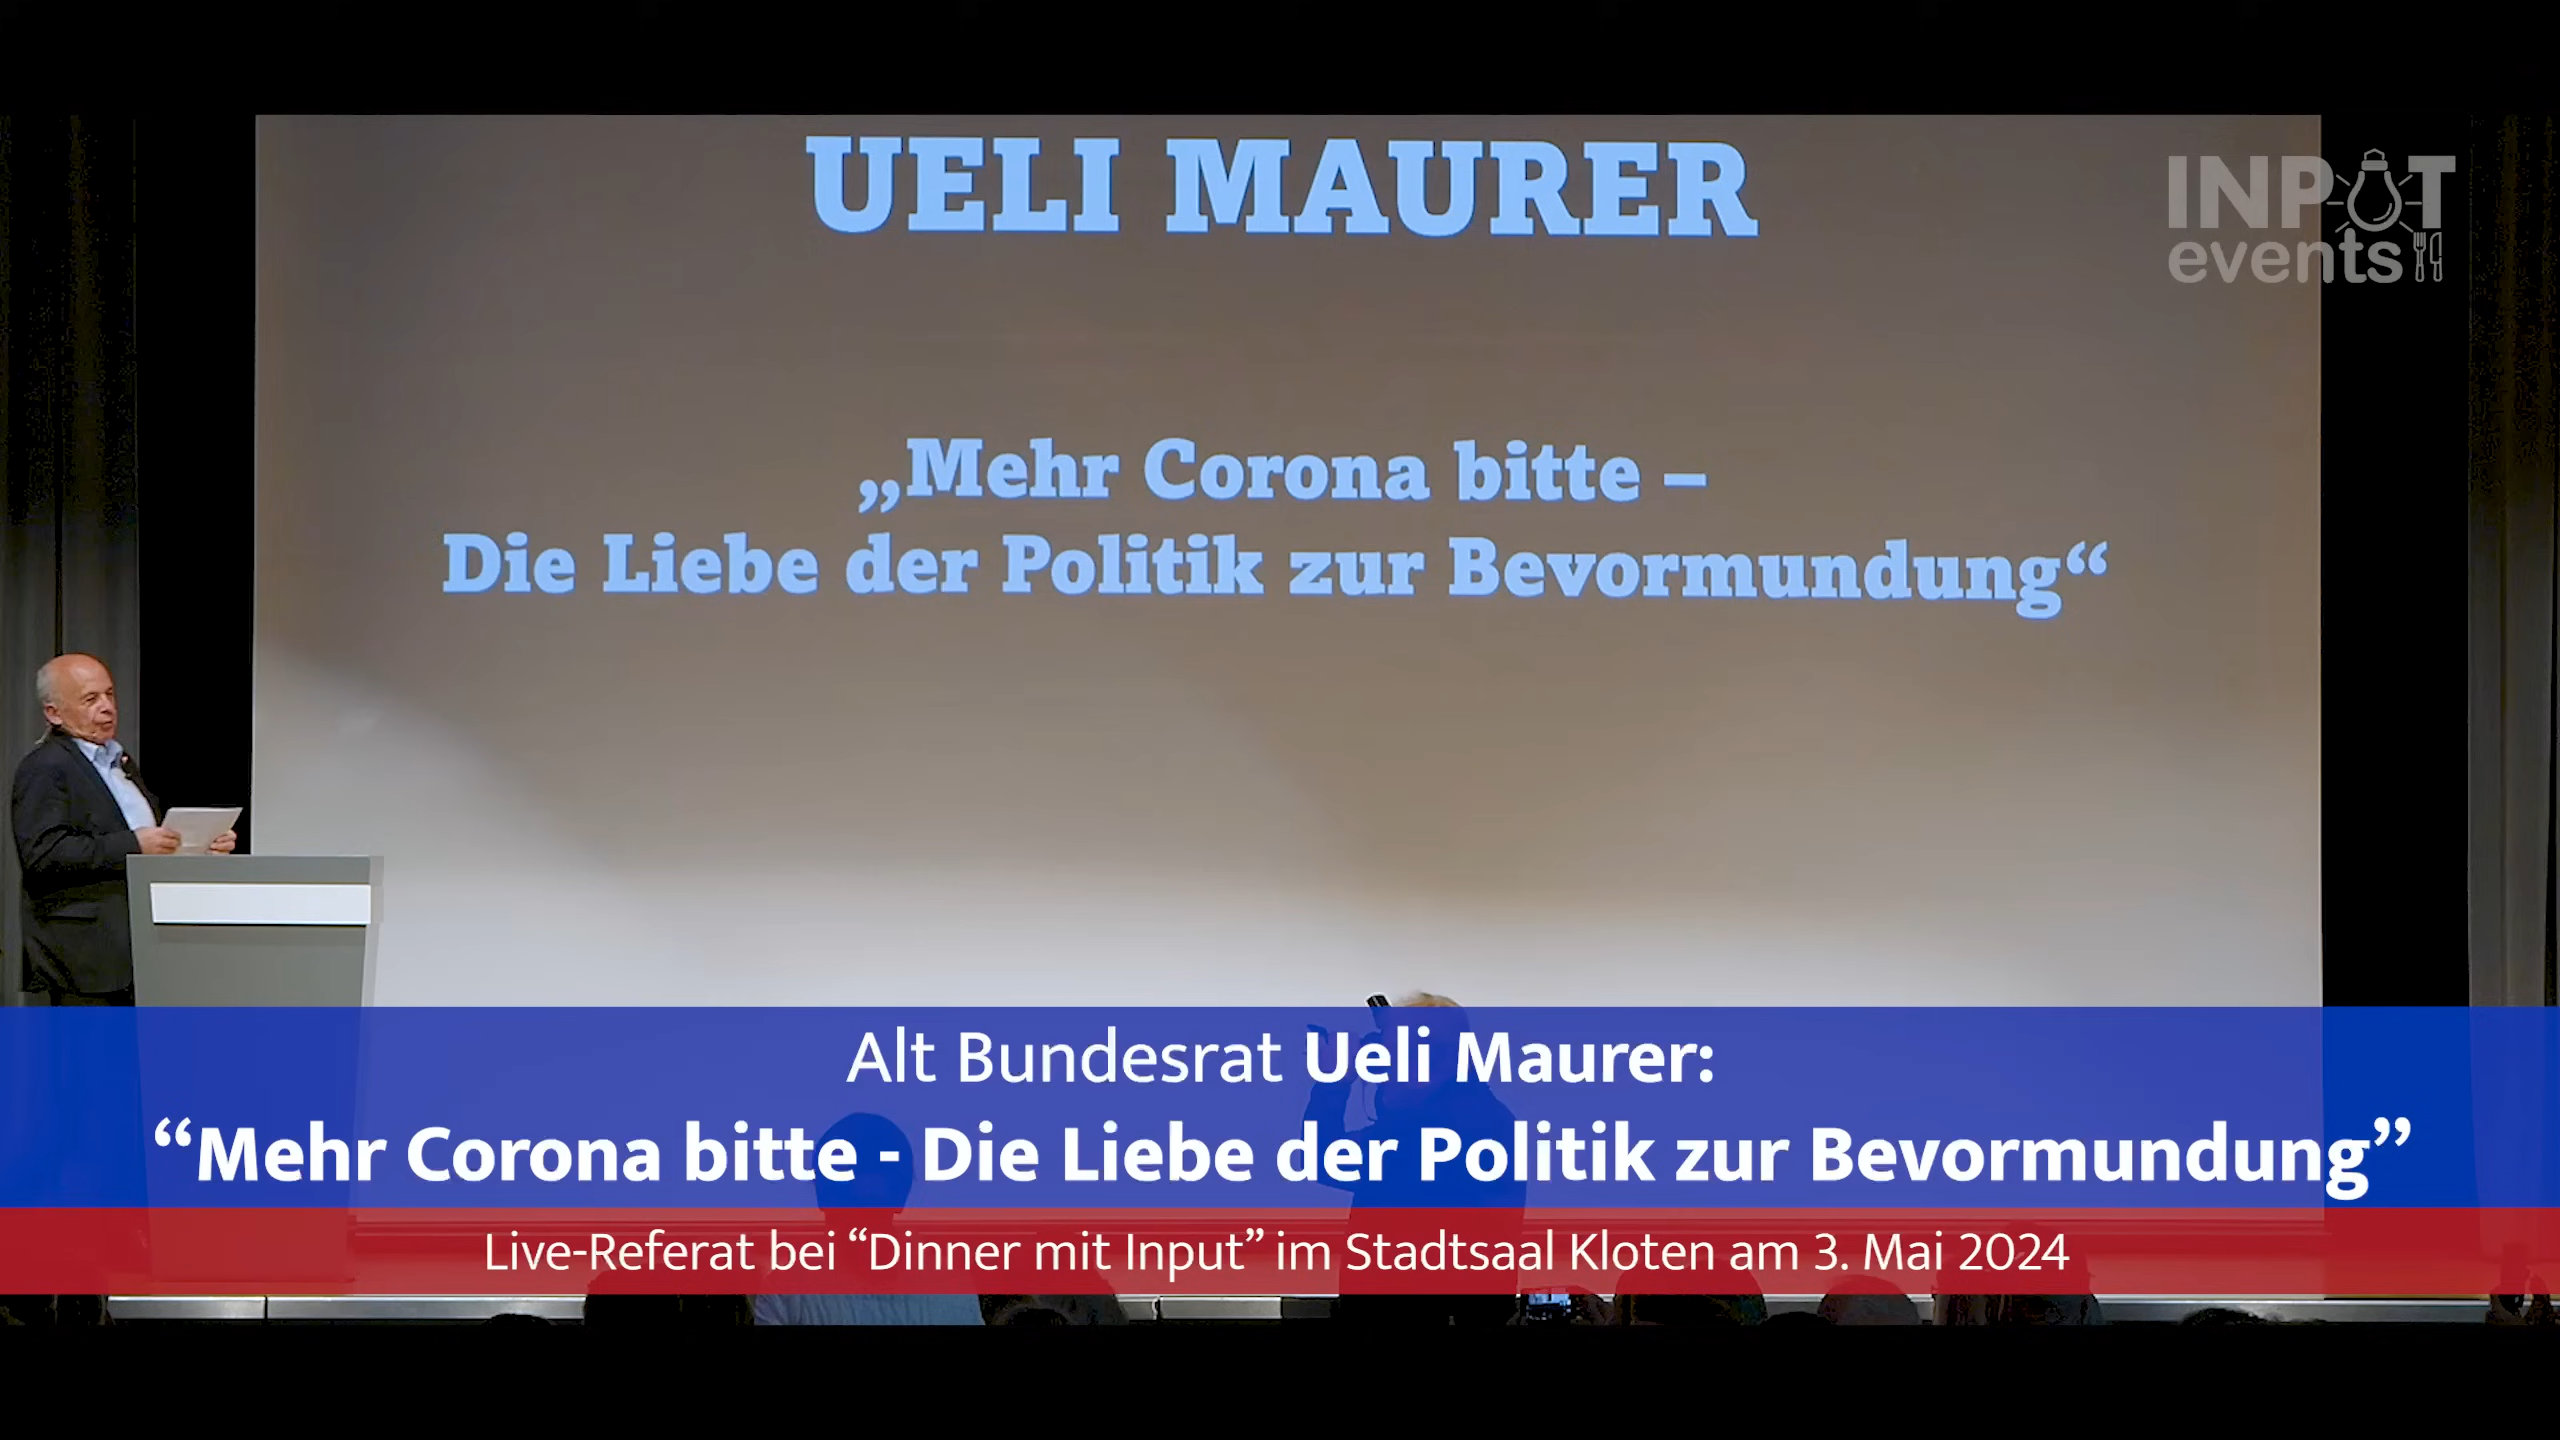 UELI MAURER
INPUT
events
„Mehr Corona bitte –
Die Liebe der Politik zur Bevormundung“
Alt Bundesrat Ueli Maurer:
“Mehr Corona bitte - Die Liebe der Politik zur Bevormundung”
Live-Referat bei “Dinner mit Input” im Stadtsaal Kloten am 3. Mai 2024